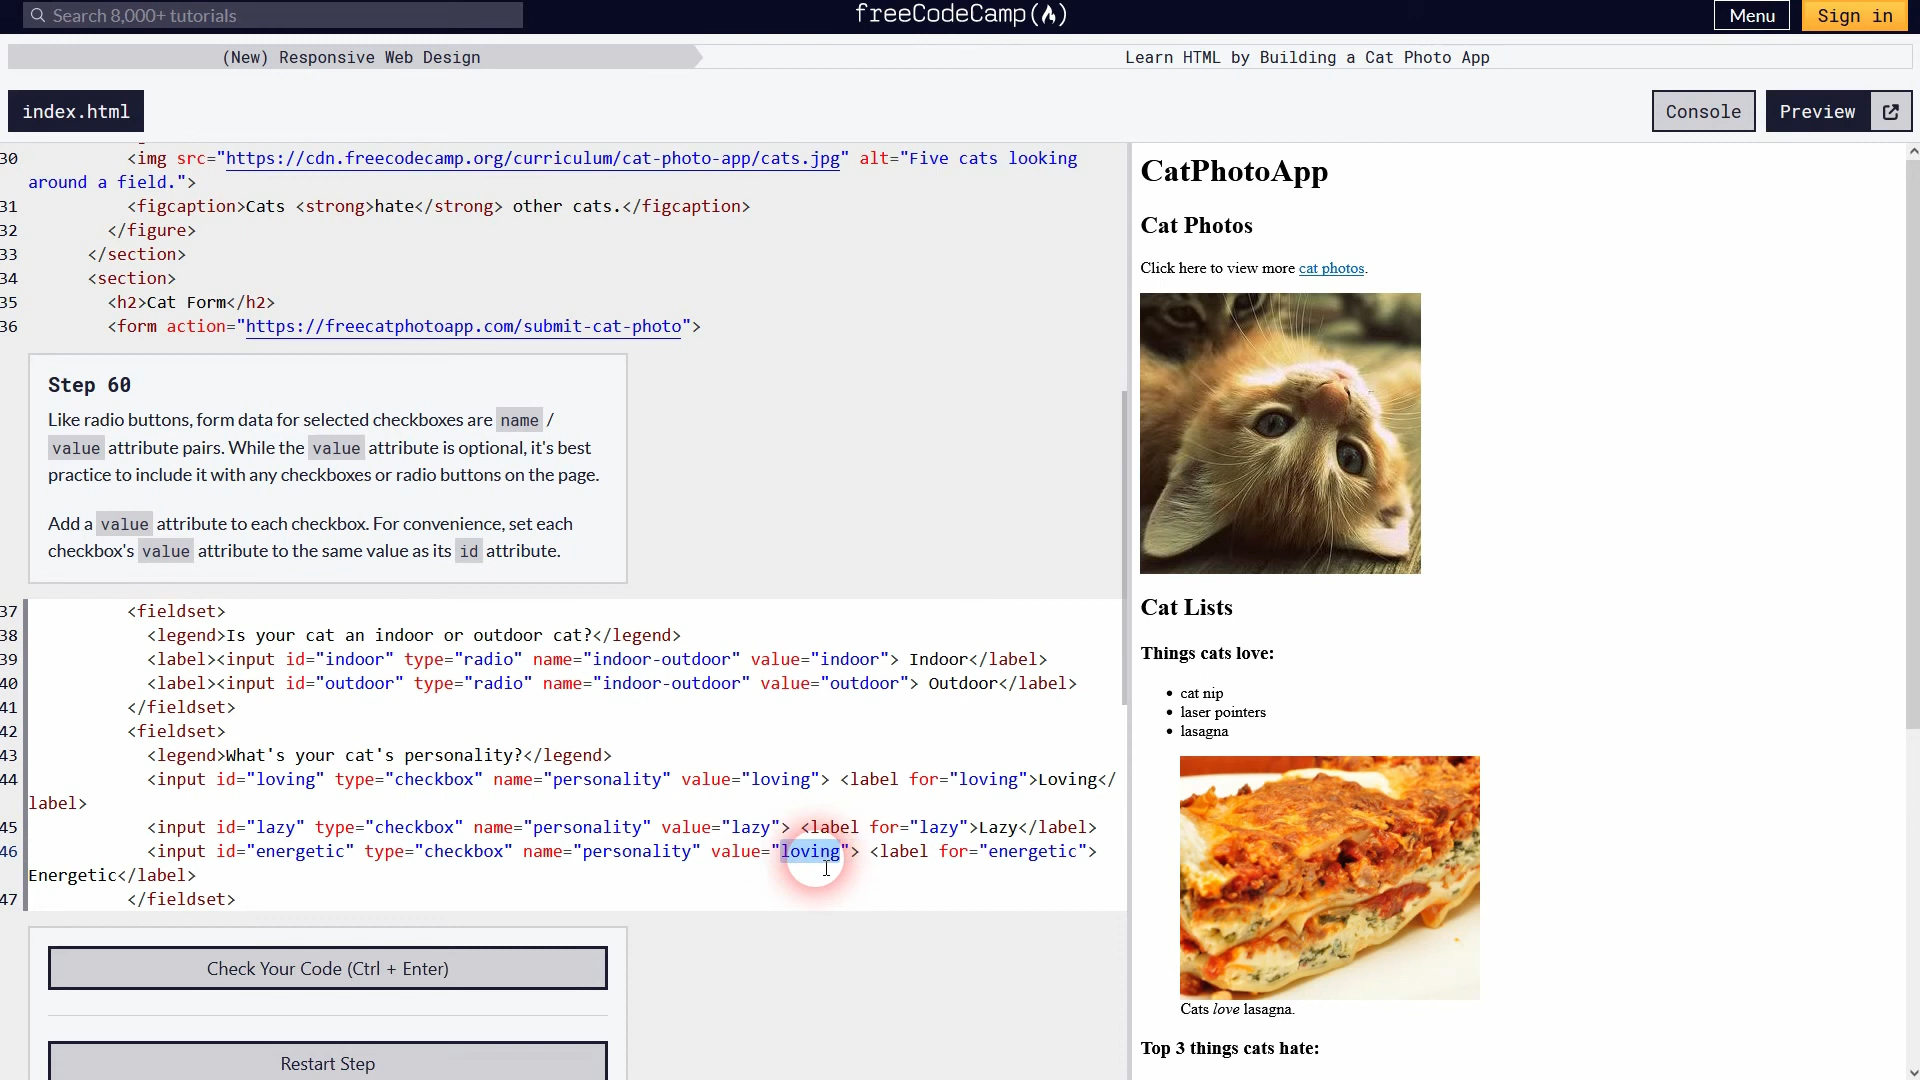 Search 8,000+ tutorials
freeCodeCamp
Menu
Sign in
(New) Responsive Web Design
Learn HTML by Building a Cat Photo App
index.html
Console
Preview
30 <img src="https://cdn.freecodecamp.org/curriculum/cat-photo-app/cats.jpg" alt="Five cats looking
around a field.">
31 <figcaption>Cats <strong>hate</strong> other cats.</figcaption>
32 </figure>
33 </section>
34 <section>
35 <h2>Cat Form</h2>
36 <form action="https://freecatphotoapp.com/submit-cat-photo">
Step 60
Like radio buttons, form data for selected checkboxes are name /
value attribute pairs. While the value attribute is optional, it's best
practice to include it with any checkboxes or radio buttons on the page.
Add a value attribute to each checkbox. For convenience, set each
checkbox's value attribute to the same value as its id attribute.
37 <fieldset>
38 <legend>Is your cat an indoor or outdoor cat?</legend>
39 <label><input id="indoor" type="radio" name="indoor-outdoor" value="indoor"> Indoor</label>
40 <label><input id="outdoor" type="radio" name="indoor-outdoor" value="outdoor"> Outdoor</label>
41 </fieldset>
42 <fieldset>
43 <legend>What's your cat's personality?</legend>
44 <input id="loving" type="checkbox" name="personality" value="loving"> <label for="loving">Loving</
label>
45 <input id="lazy" type="checkbox" name="personality" value="lazy"> <label for="lazy">Lazy</label>
46 <input id="energetic" type="checkbox" name="personality" value="loving"> <label for="energetic">
Energetic</label>
47 </fieldset>
Check Your Code (Ctrl + Enter)
Restart Step
CatPhotoApp
Cat Photos
Click here to view more cat photos.
Cat Lists
Things cats love:
• cat nip
• laser pointers
• lasagna
Cats love lasagna.
Top 3 things cats hate: